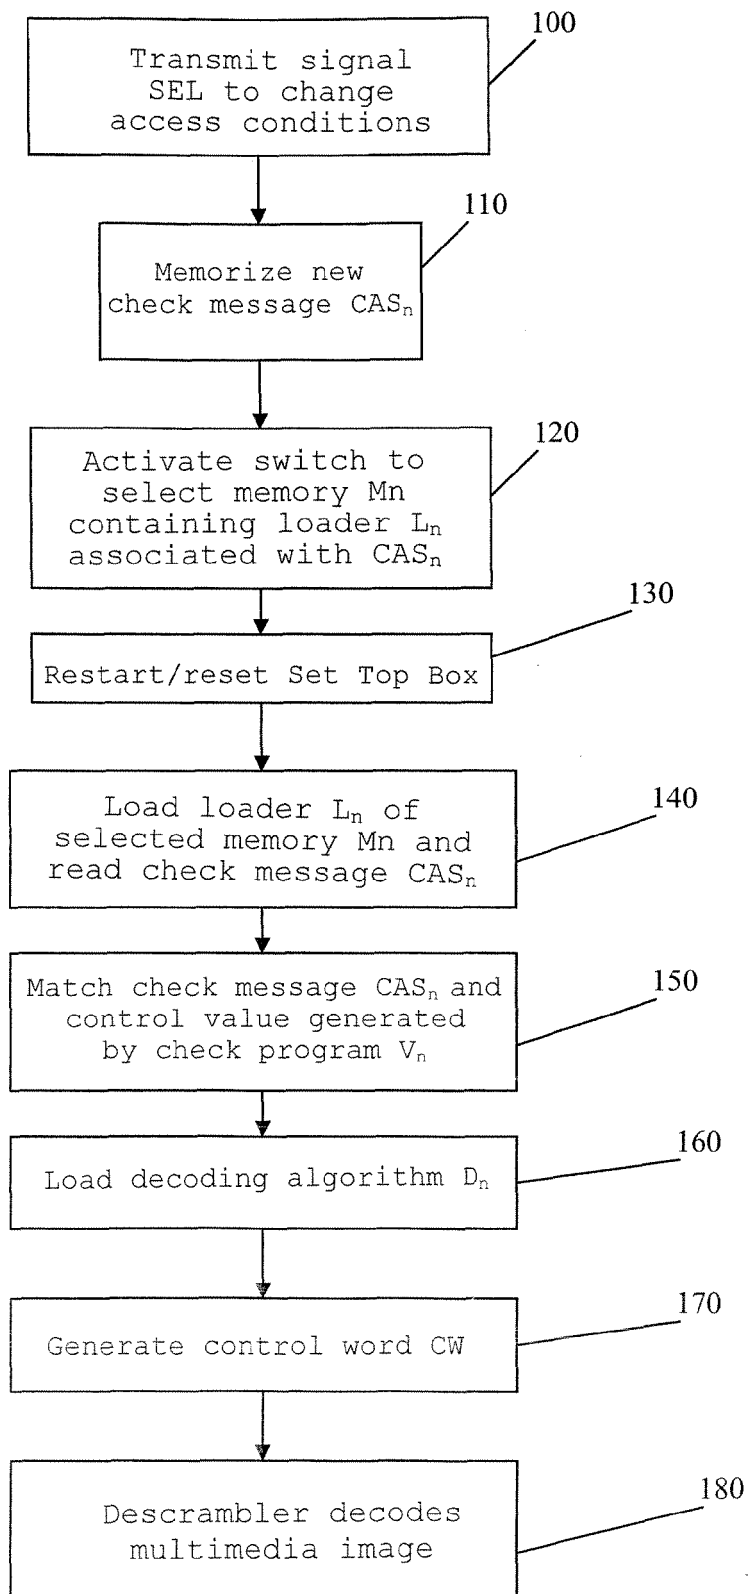 100
Transmit signal
SEL to change
access conditions
110
Memorize new
check message CASₙ
120
Activate switch to
select memory Mn
containing loader Lₙ
associated with CASₙ
130
Restart/reset Set Top Box
140
Load loader Lₙ of
selected memory Mn and
read check message CASₙ
150
Match check message CASₙ and
control value generated
by check program Vₙ
160
Load decoding algorithm Dₙ
170
Generate control word CW
180
Descrambler decodes
multimedia image